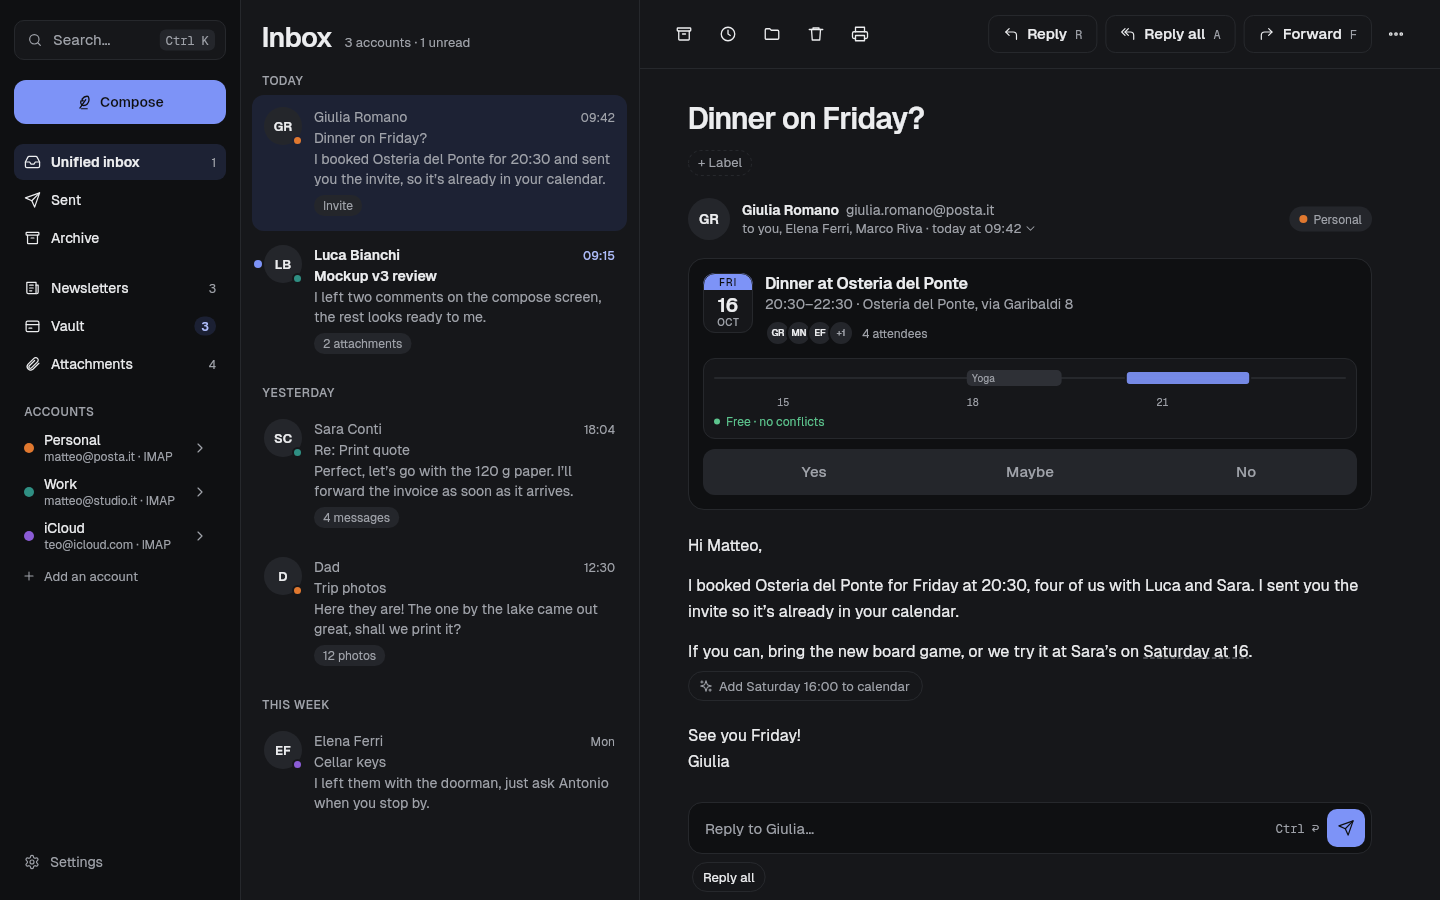 Search...
Ctrl K
Compose
Unified inbox 1
Sent
Archive
Newsletters 3
Vault 3
Attachments 4
ACCOUNTS
Personal
matteo@posta.it · IMAP
Work
matteo@studio.it · IMAP
iCloud
teo@icloud.com · IMAP
+ Add an account
Settings
Inbox 3 accounts · 1 unread
TODAY
GR
Giulia Romano 09:42
Dinner on Friday?
I booked Osteria del Ponte for 20:30 and sent
you the invite, so it's already in your calendar.
Invite
LB
Luca Bianchi 09:15
Mockup v3 review
I left two comments on the compose screen,
the rest looks ready to me.
2 attachments
YESTERDAY
SC
Sara Conti 18:04
Re: Print quote
Perfect, let's go with the 120 g paper. I'll
forward the invoice as soon as it arrives.
4 messages
D
Dad 12:30
Trip photos
Here they are! The one by the lake came out
great, shall we print it?
12 photos
THIS WEEK
EF
Elena Ferri Mon
Cellar keys
I left them with the doorman, just ask Antonio
when you stop by.
Reply R
Reply all A
Forward F
Dinner on Friday?
+ Label
GR
Giulia Romano giulia.romano@posta.it
to you, Elena Ferri, Marco Riva · today at 09:42
Personal
FRI
16
OCT
Dinner at Osteria del Ponte
20:30–22:30 · Osteria del Ponte, via Garibaldi 8
GR MN EF +1 4 attendees
Yoga
15 18 21
Free · no conflicts
Yes Maybe No
Hi Matteo,
I booked Osteria del Ponte for Friday at 20:30, four of us with Luca and Sara. I sent you the
invite so it's already in your calendar.
If you can, bring the new board game, or we try it at Sara's on Saturday at 16.
Add Saturday 16:00 to calendar
See you Friday!
Giulia
Reply to Giulia...
Ctrl ↵
Reply all